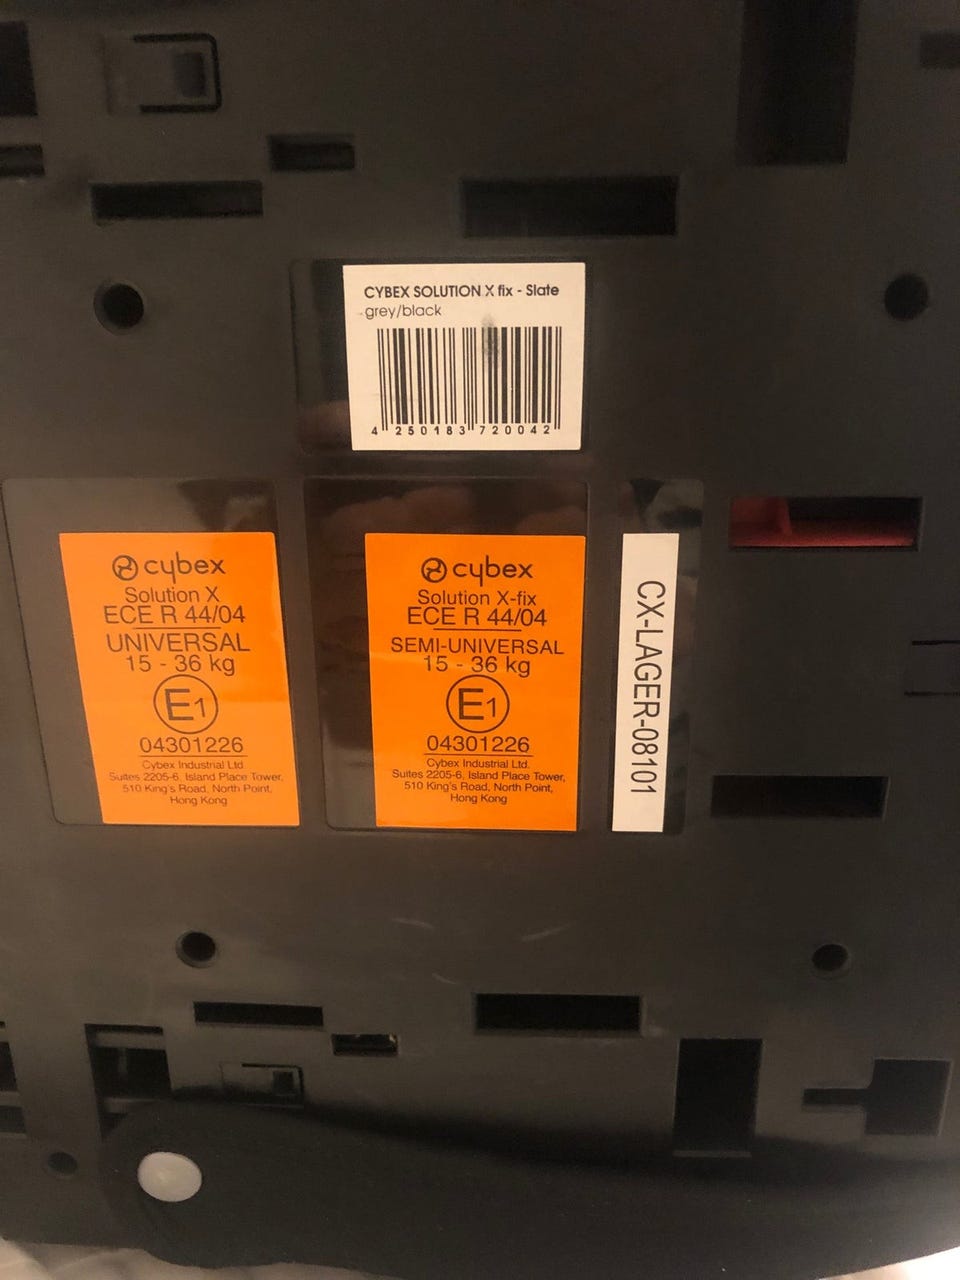 CYBEX SOLUTION X fix - Slate
grey/black
4 250183 720042
cybex
Solution X
ECE R 44/04
UNIVERSAL
15 - 36 kg
E1
04301226
Cybex Industrial Ltd.
Suites 2205-6, Island Place Tower,
510 King's Road, North Point,
Hong Kong
cybex
Solution X-fix
ECE R 44/04
SEMI-UNIVERSAL
15 - 36 kg
E1
04301226
Cybex Industrial Ltd.
Suites 2205-6, Island Place Tower,
510 King's Road, North Point,
Hong Kong
CX-LAGER-08101